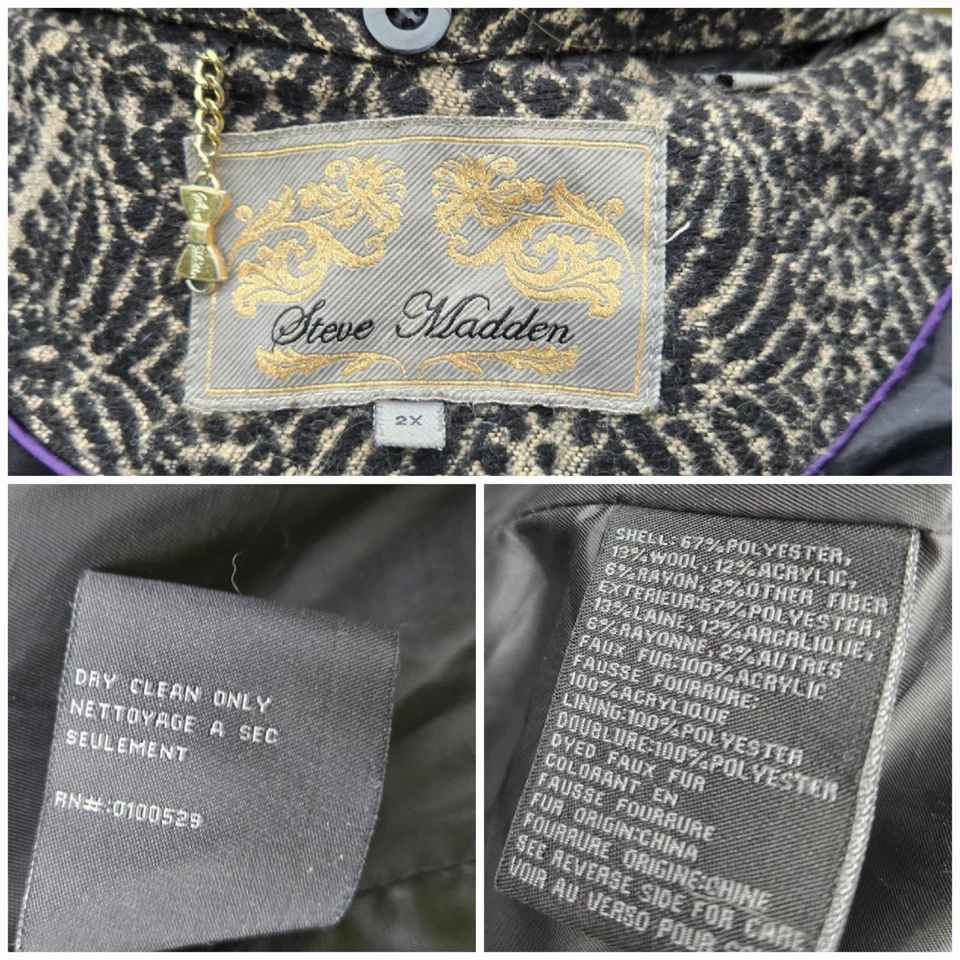 Steve Madden
2X
DRY CLEAN ONLY
NETTOYAGE A SEC
SEULEMENT
RN#:0100529
SHELL:67%POLYESTER,
13%WOOL, 12%ACRYLIC,
6%RAYON, 2%OTHER FIBER
EXTERIEUR:67%POLYESTER,
13%LAINE, 12%ARCALIQUE,
6%RAYONNE, 2%AUTRES
FAUX FUR:100%ACRYLIC
FAUSSE FOURRURE:
100%ACRYLIQUE
LINING:100%POLYESTER
DOUBLURE:100%POLYESTER
DYED FAUX FUR
COLORANT EN
FAUSSE FOURRURE
FUR ORIGIN:CHINA
FOURRURE ORIGINE:CHINE
SEE REVERSE SIDE FOR CARE
VOIR AU VERSO POUR